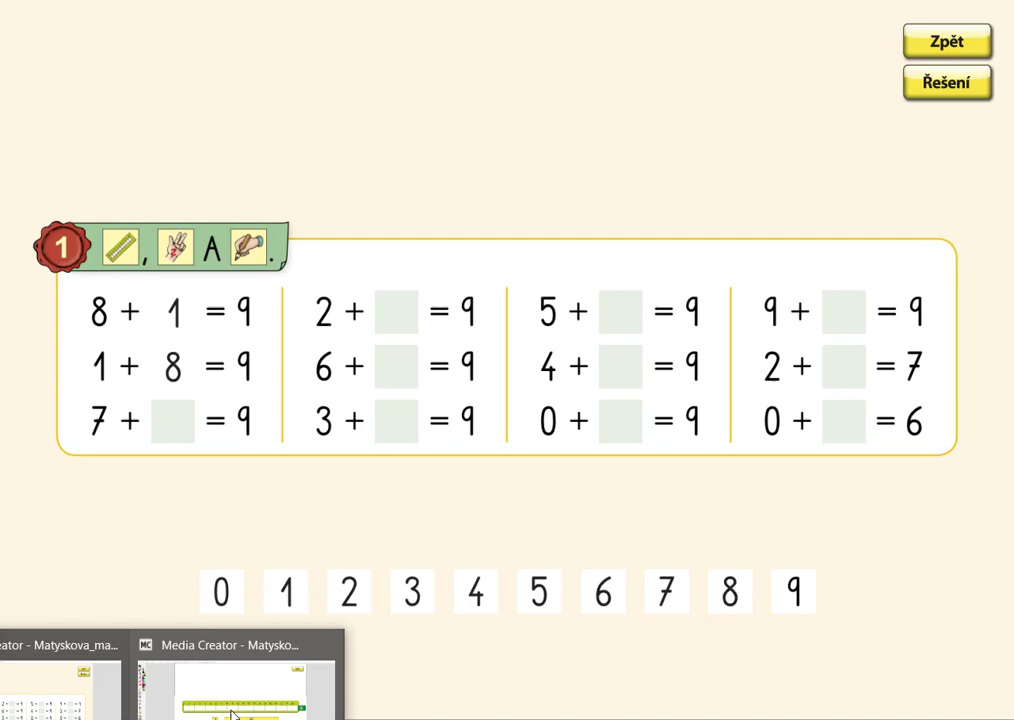 Zpět
Řešení
1 , A .
8 + 1 = 9
1 + 8 = 9
7 + = 9
2 + = 9
6 + = 9
3 + = 9
5 + = 9
4 + = 9
0 + = 9
9 + = 9
2 + = 7
0 + = 6
0 1 2 3 4 5 6 7 8 9
eator - Matyskova_ma...
MC Media Creator - Matysko...